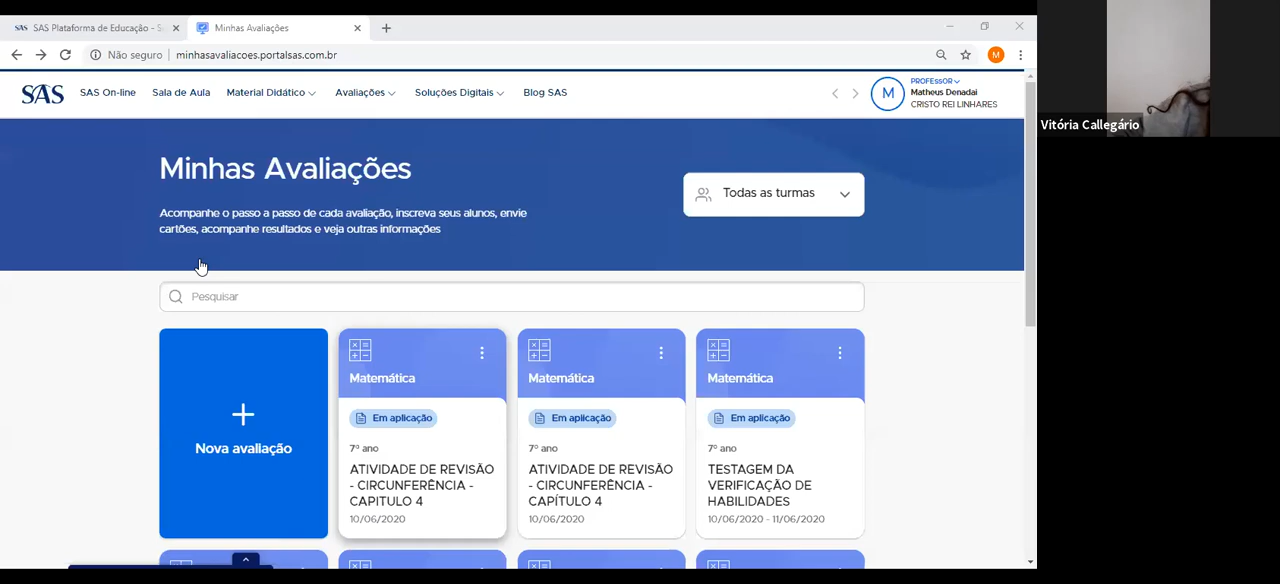 SAS Plataforma de Educação - S
Minhas Avaliações
Não seguro
minhasavaliacoes.portalsas.com.br
M
SAS
SAS On-line
Sala de Aula
Material Didático
Avaliações
Soluções Digitais
Blog SAS
M
PROFESSOR
Matheus Denadai
CRISTO REI LINHARES
Vitória Callegário
Minhas Avaliações
Acompanhe o passo a passo de cada avaliação, inscreva seus alunos, envie
cartões, acompanhe resultados e veja outras informações
Todas as turmas
Pesquisar
Nova avaliação
Matemática
Em aplicação
7º ano
ATIVIDADE DE REVISÃO
- CIRCUNFERÊNCIA -
CAPITULO 4
10/06/2020
Matemática
Em aplicação
7º ano
ATIVIDADE DE REVISÃO
- CIRCUNFERÊNCIA -
CAPÍTULO 4
10/06/2020
Matemática
Em aplicação
7º ano
TESTAGEM DA
VERIFICAÇÃO DE
HABILIDADES
10/06/2020 - 11/06/2020